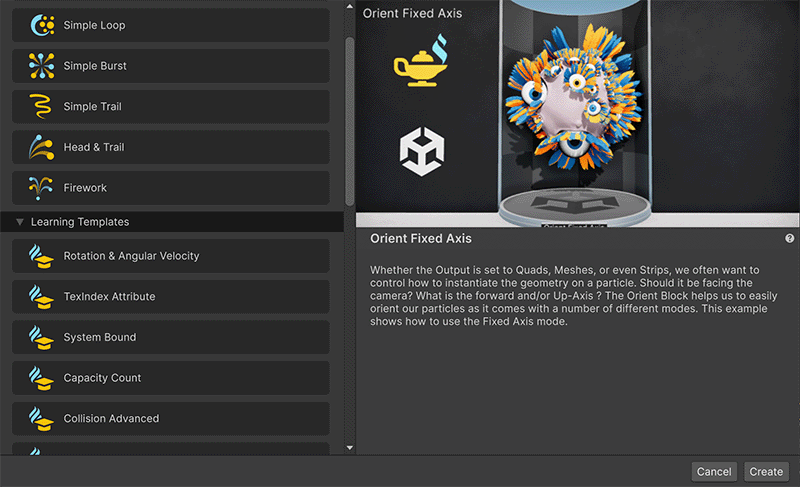 Simple Loop
Simple Burst
Simple Trail
Head & Trail
Firework
Learning Templates
Rotation & Angular Velocity
TexIndex Attribute
System Bound
Capacity Count
Collision Advanced
Orient Fixed Axis
Orient Fixed Axis
Orient Fixed Axis
Whether the Output is set to Quads, Meshes, or even Strips, we often want to
control how to instantiate the geometry on a particle. Should it be facing the
camera? What is the forward and/or Up-Axis ? The Orient Block helps us to easily
orient our particles as it comes with a number of different modes. This example
shows how to use the Fixed Axis mode.
Cancel
Create